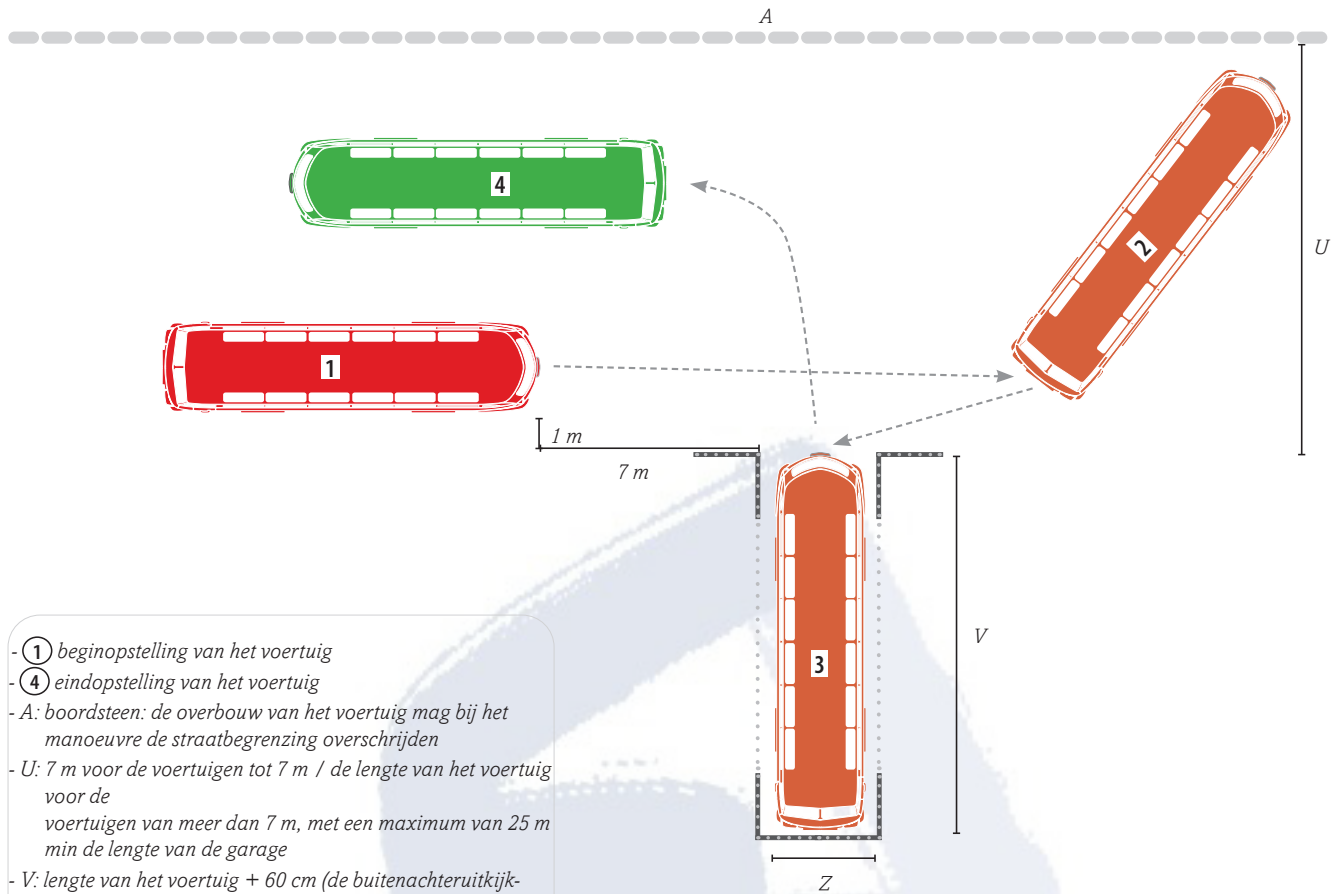 A
4
2
U
1
1 m
7 m
3
V
Z
- 1 beginopstelling van het voertuig
- 4 eindopstelling van het voertuig
- A: boordsteen: de overbouw van het voertuig mag bij het
manoeuvre de straatbegrenzing overschrijden
- U: 7 m voor de voertuigen tot 7 m / de lengte van het voertuig
voor de
voertuigen van meer dan 7 m, met een maximum van 25 m
min de lengte van de garage
- V: lengte van het voertuig + 60 cm (de buitenachteruitkijk-